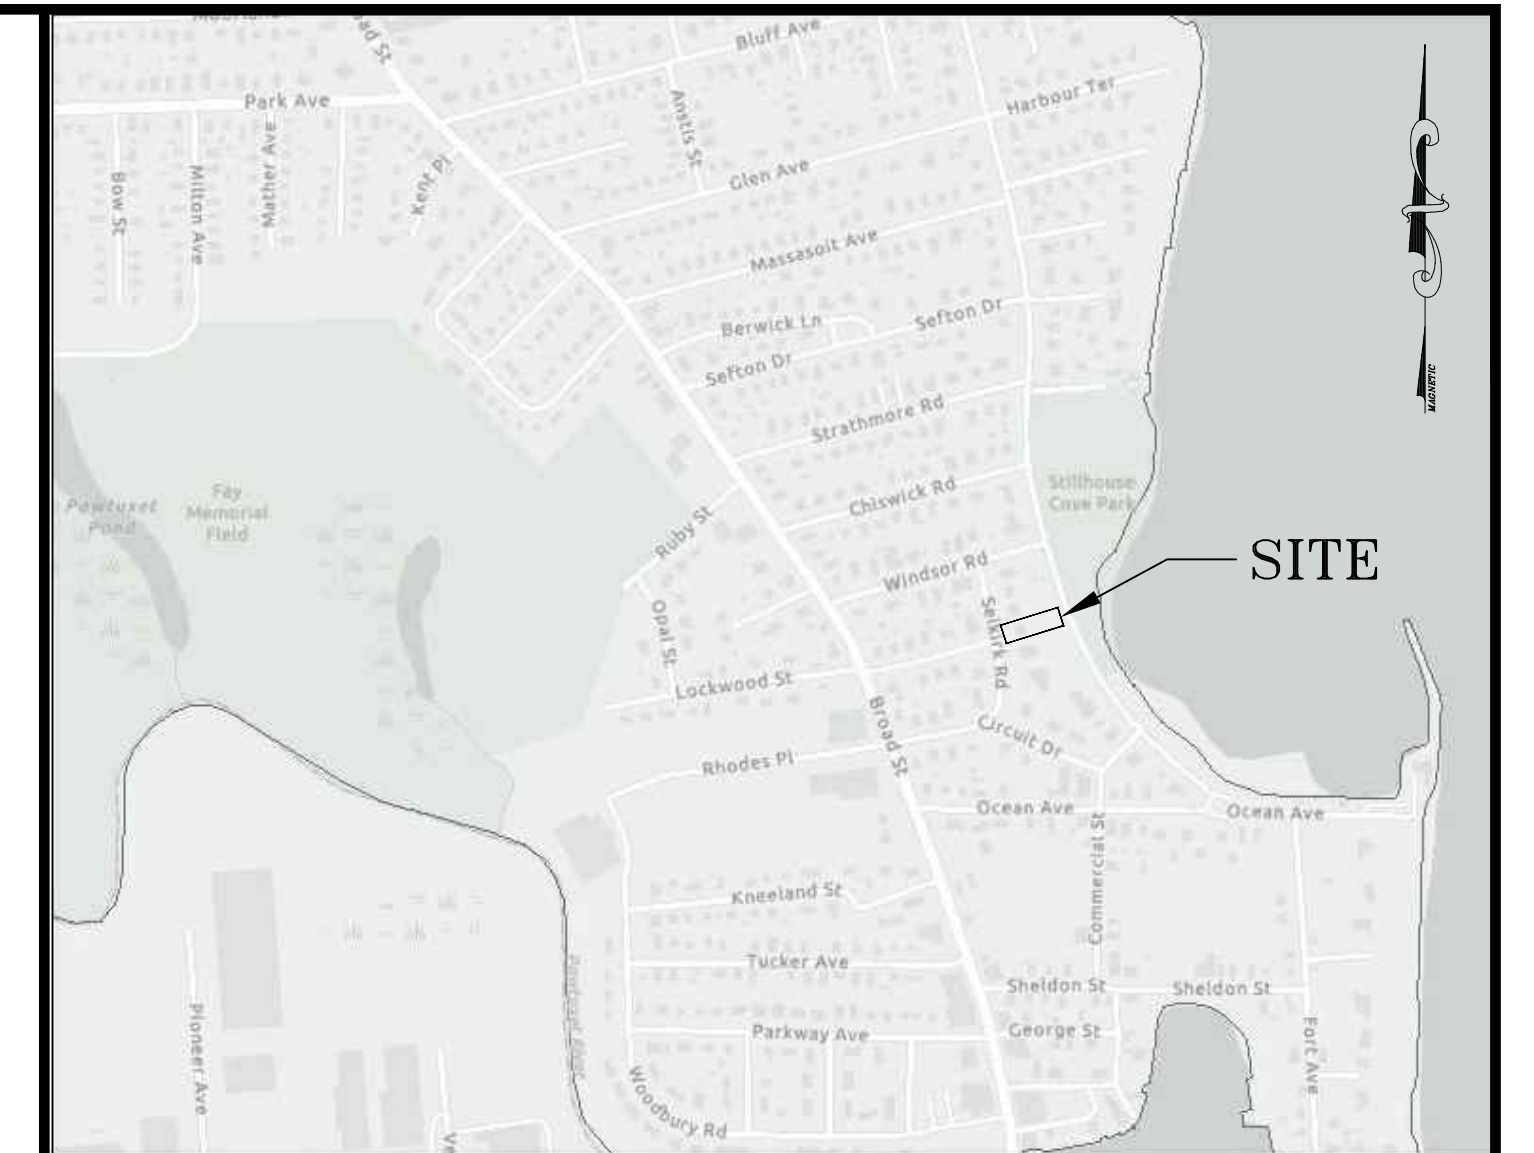 Bluff Ave
Park Ave
Harbour Ter
Anstis St
Mather Ave
Kent Pl
Glen Ave
Bow St
Milton Ave
Massasoit Ave
Berwick Ln
Sefton Dr
Sefton Dr
MAGNETIC
Strathmore Rd
Stillhouse
Cove Park
Chiswick Rd
Pawtuxet
Pond
Fay
Memorial
Field
Ruby St
SITE
Windsor Rd
Selkirk Rd
Opal St
Lockwood St
Broad St
Circuit Dr
Rhodes Pl
Ocean Ave
Ocean Ave
Commercial St
Kneeland St
Tucker Ave
Sheldon St
Sheldon St
Pawtuxet River
Parkway Ave
George St
Pioneer Ave
Fort Ave
Woodbury Rd